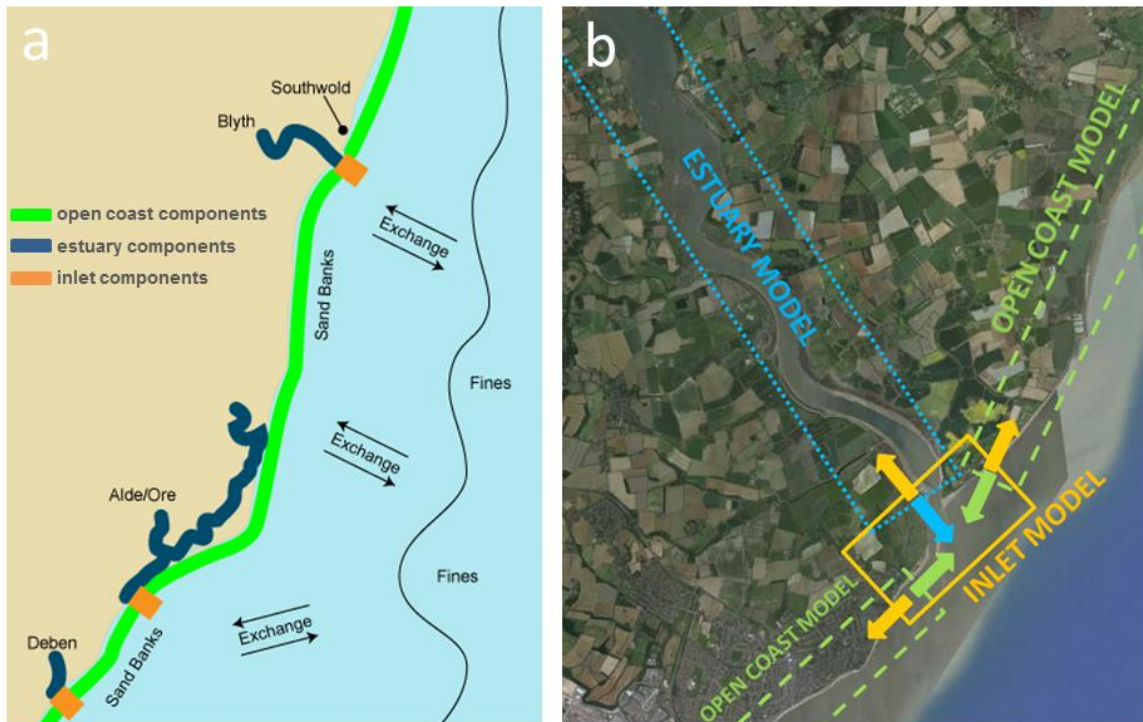 a
Southwold
Blyth
open coast components
estuary components
inlet components
Exchange
Sand Banks
Fines
Exchange
Alde/Ore
Fines
Exchange
Deben
Sand Banks
b
ESTUARY MODEL
OPEN COAST MODEL
INLET MODEL
OPEN COAST MODEL